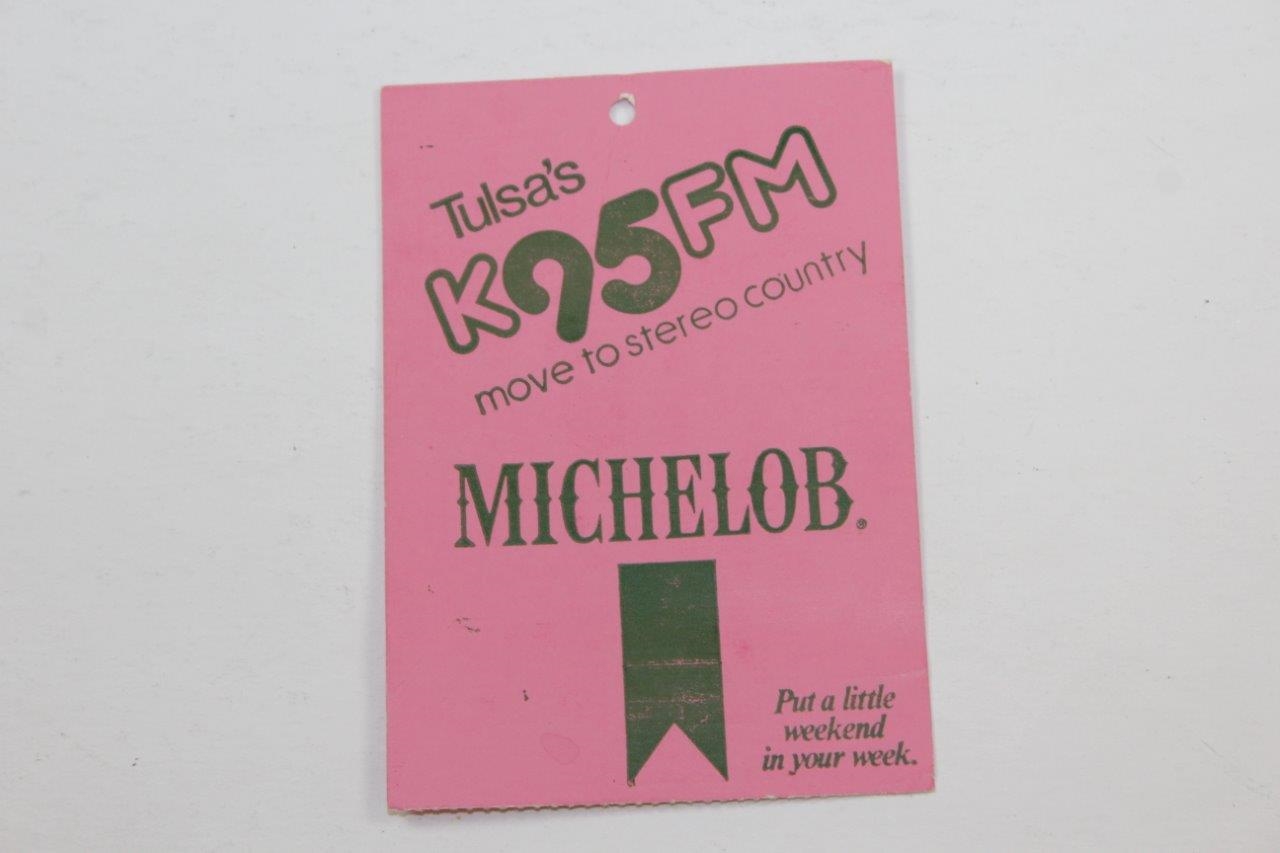 Tulsa's
K95FM
move to stereo country
MICHELOB®
Put a little
weekend
in your week.